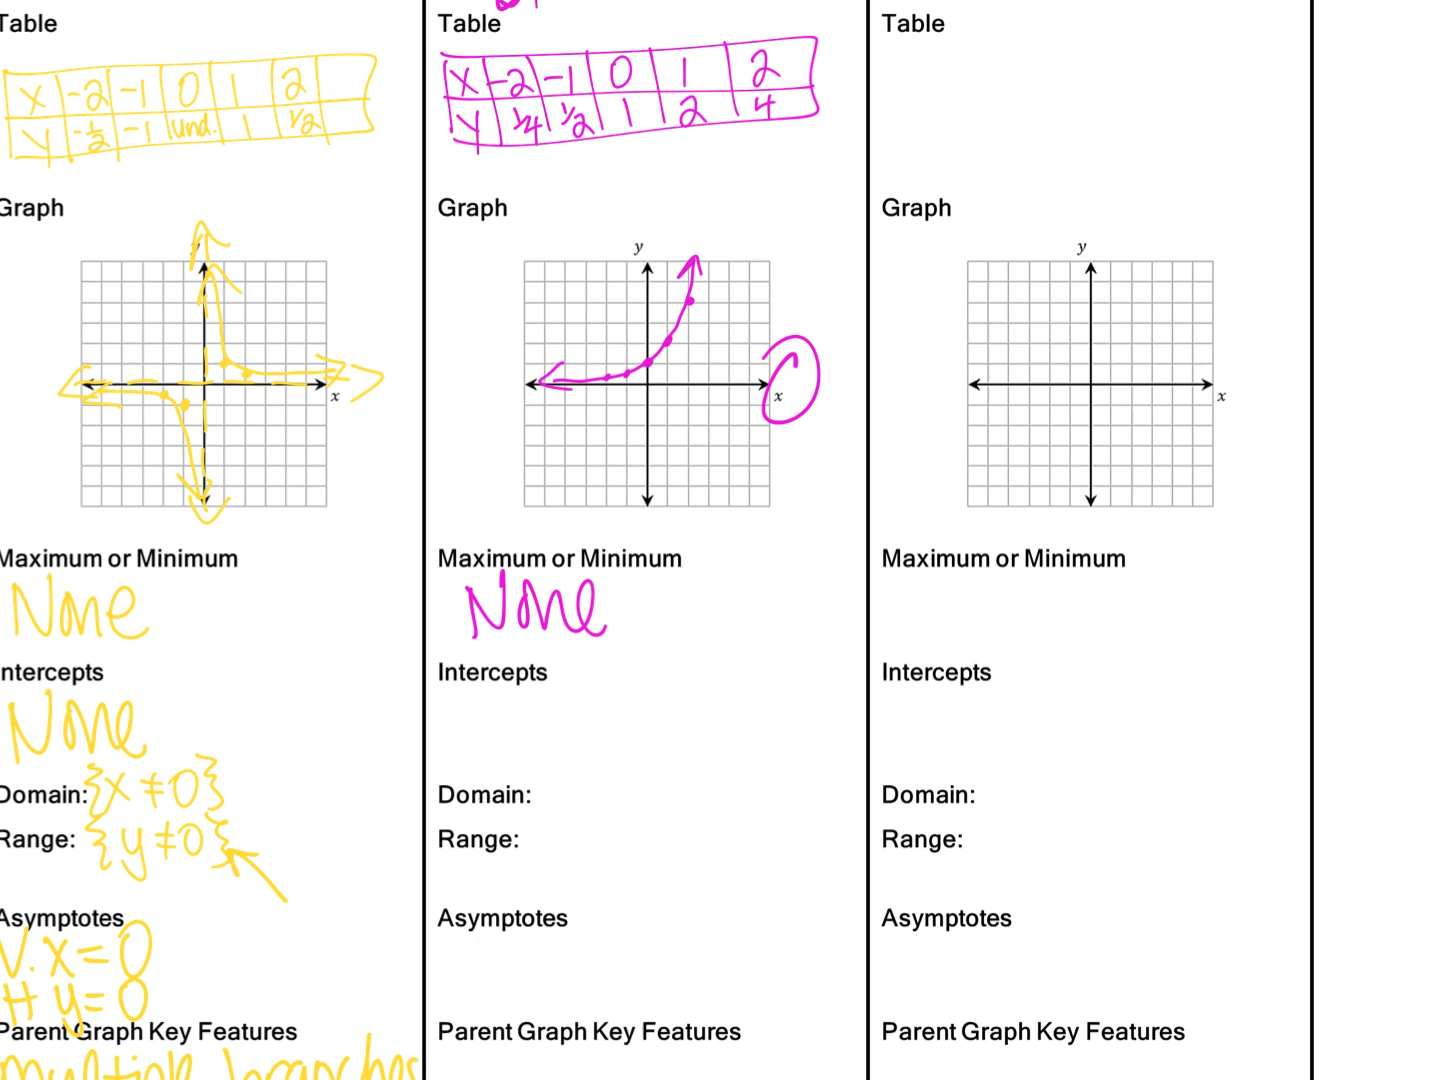 Table
X -2 -1 0 1 2
Y -1/2 -1 und. 1 1/2
Graph
x
Maximum or Minimum
None
Intercepts
None
Domain: {x ≠ 0}
Range: {y ≠ 0}
Asymptotes
V. x = 0
H y = 0
Parent Graph Key Features
multiple branches
Table
X -2 -1 0 1 2
Y 1/4 1/2 1 2 4
Graph
y
x
Maximum or Minimum
None
Intercepts
Domain:
Range:
Asymptotes
Parent Graph Key Features
Table
Graph
y
x
Maximum or Minimum
Intercepts
Domain:
Range:
Asymptotes
Parent Graph Key Features